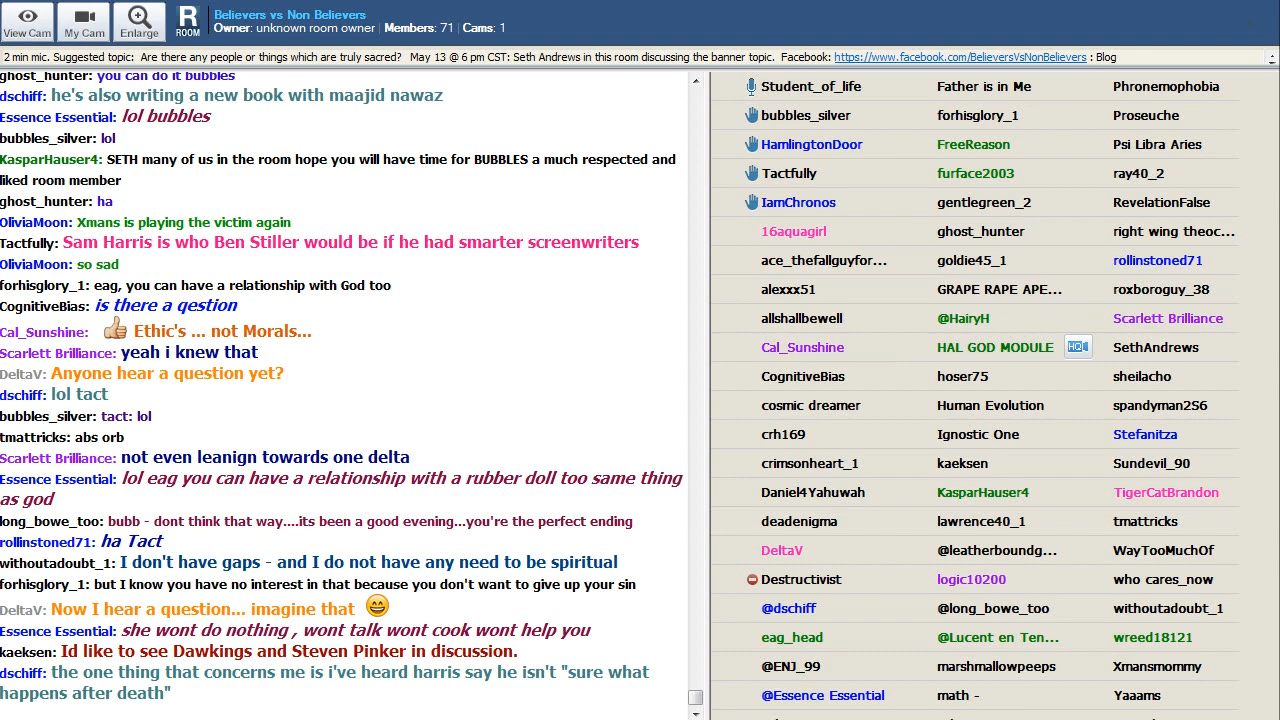 View Cam
My Cam
Enlarge
R
ROOM
Believers vs Non Believers
Owner: unknown room owner | Members: 71 | Cams: 1
2 min mic. Suggested topic: Are there any people or things which are truly sacred? May 13 @ 6 pm CST: Seth Andrews in this room discussing the banner topic. Facebook: https://www.facebook.com/BelieversVsNonBelievers : Blog
ghost_hunter: you can do it bubbles
dschiff: he's also writing a new book with maajid nawaz
Essence Essential: lol bubbles
bubbles_silver: lol
KasparHauser4: SETH many of us in the room hope you will have time for BUBBLES a much respected and
liked room member
ghost_hunter: ha
OliviaMoon: Xmans is playing the victim again
Tactfully: Sam Harris is who Ben Stiller would be if he had smarter screenwriters
OliviaMoon: so sad
forhisglory_1: eag, you can have a relationship with God too
CognitiveBias: is there a qestion
Cal_Sunshine: Ethic's ... not Morals...
Scarlett Brilliance: yeah i knew that
DeltaV: Anyone hear a question yet?
dschiff: lol tact
bubbles_silver: tact: lol
tmattricks: abs orb
Scarlett Brilliance: not even leanign towards one delta
Essence Essential: lol eag you can have a relationship with a rubber doll too same thing
as god
long_bowe_too: bubb - dont think that way....its been a good evening...you're the perfect ending
rollinstoned71: ha Tact
withoutadoubt_1: I don't have gaps - and I do not have any need to be spiritual
forhisglory_1: but I know you have no interest in that because you don't want to give up your sin
DeltaV: Now I hear a question... imagine that
Essence Essential: she wont do nothing , wont talk wont cook wont help you
kaeksen: Id like to see Dawkings and Steven Pinker in discussion.
dschiff: the one thing that concerns me is i've heard harris say he isn't "sure what
happens after death"
Student_of_life Father is in Me Phronemophobia
bubbles_silver forhisglory_1 Proseuche
HamlingtonDoor FreeReason Psi Libra Aries
Tactfully furface2003 ray40_2
IamChronos gentlegreen_2 RevelationFalse
16aquagirl ghost_hunter right wing theoc...
ace_thefallguyfor... goldie45_1 rollinstoned71
alexxx51 GRAPE RAPE APE... roxboroguy_38
allshallbewell @HairyH Scarlett Brilliance
Cal_Sunshine HAL GOD MODULE HQ SethAndrews
CognitiveBias hoser75 sheilacho
cosmic dreamer Human Evolution spandyman2S6
crh169 Ignostic One Stefanitza
crimsonheart_1 kaeksen Sundevil_90
Daniel4Yahuwah KasparHauser4 TigerCatBrandon
deadenigma lawrence40_1 tmattricks
DeltaV @leatherboundg... WayTooMuchOf
Destructivist logic10200 who cares_now
@dschiff @long_bowe_too withoutadoubt_1
eag_head @Lucent en Ten... wreed18121
@ENJ_99 marshmallowpeeps Xmansmommy
@Essence Essential math - Yaaams